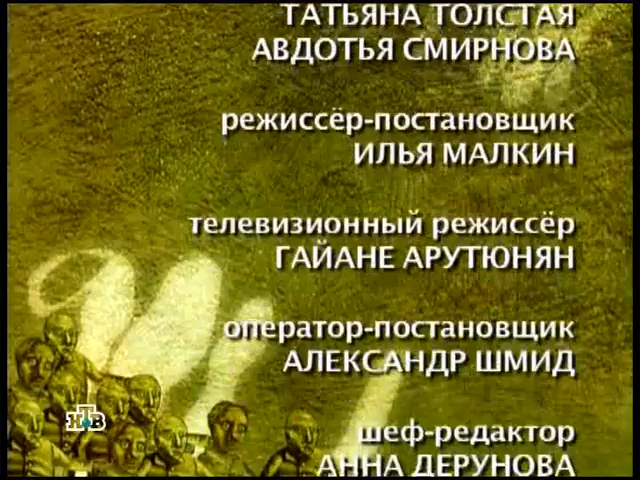 ТАТЬЯНА ТОЛСТАЯ
АВДОТЬЯ СМИРНОВА
режиссёр-постановщик
ИЛЬЯ МАЛКИН
телевизионный режиссёр
ГАЙАНЕ АРУТЮНЯН
оператор-постановщик
АЛЕКСАНДР ШМИД
шеф-редактор
АННА ДЕРУНОВА
НТВ